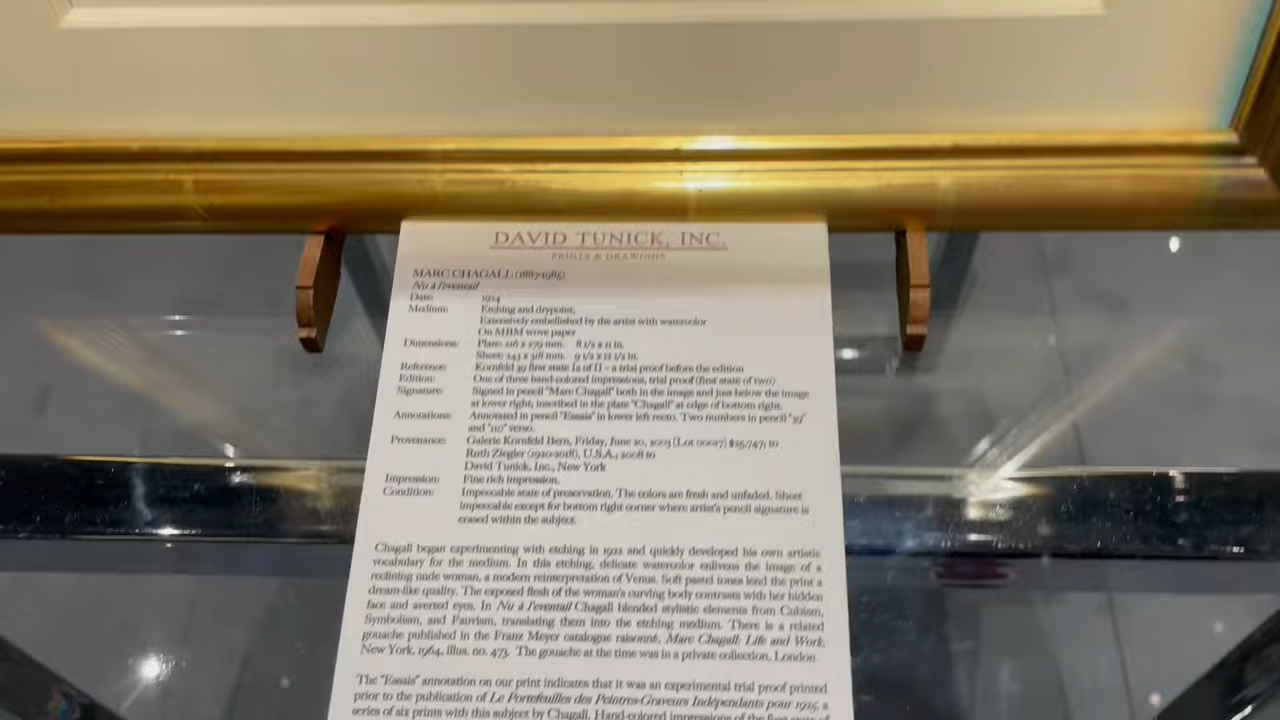 DAVID TUNICK, INC.
PRINTS & DRAWINGS
MARC CHAGALL (1887-1985)
Nu à l'éventail
Date: 1924
Medium: Etching and drypoint,
Extensively embellished by the artist with watercolor
On MBM wove paper
Dimensions: Plate: 216 x 279 mm. 8 1/2 x 11 in.
Sheet: 243 x 318 mm. 9 1/2 x 12 1/2 in.
Reference: Kornfeld 39 first state Ia of II – a trial proof before the edition
Edition: One of three hand-colored impressions, trial proof (first state of two)
Signature: Signed in pencil "Marc Chagall" both in the image and just below the image
at lower right, inscribed in the plate "Chagall" at edge of bottom right.
Annotations: Annotated in pencil "Essais" in lower left recto. Two numbers in pencil "39"
and "110" verso.
Provenance: Galerie Kornfeld Bern, Friday, June 20, 2003 (Lot 00017) $25,747; to
Ruth Ziegler (1920-2018), U.S.A., 2008 to
David Tunick, Inc., New York
Impression: Fine rich impression.
Condition: Impeccable state of preservation. The colors are fresh and unfaded. Sheet
impeccable except for bottom right corner where artist's pencil signature is
erased within the subject.
Chagall began experimenting with etching in 1922 and quickly developed his own artistic
vocabulary for the medium. In this etching, delicate watercolor enlivens the image of a
reclining nude woman, a modern reinterpretation of Venus. Soft pastel tones lend the print a
dream-like quality. The exposed flesh of the woman's curving body contrasts with her hidden
face and averted eyes. In Nu à l'éventail Chagall blended stylistic elements from Cubism,
Symbolism, and Fauvism, translating them into the etching medium. There is a related
gouache published in the Franz Meyer catalogue raisonné, Marc Chagall: Life and Work,
New York, 1964, illus. no. 473. The gouache at the time was in a private collection, London.
The "Essais" annotation on our print indicates that it was an experimental trial proof printed
prior to the publication of Le Portefeuilles des Peintres-Graveurs Indépendants pour 1925, a
series of six prints with this subject by Chagall. Hand-colored impressions of the first state of